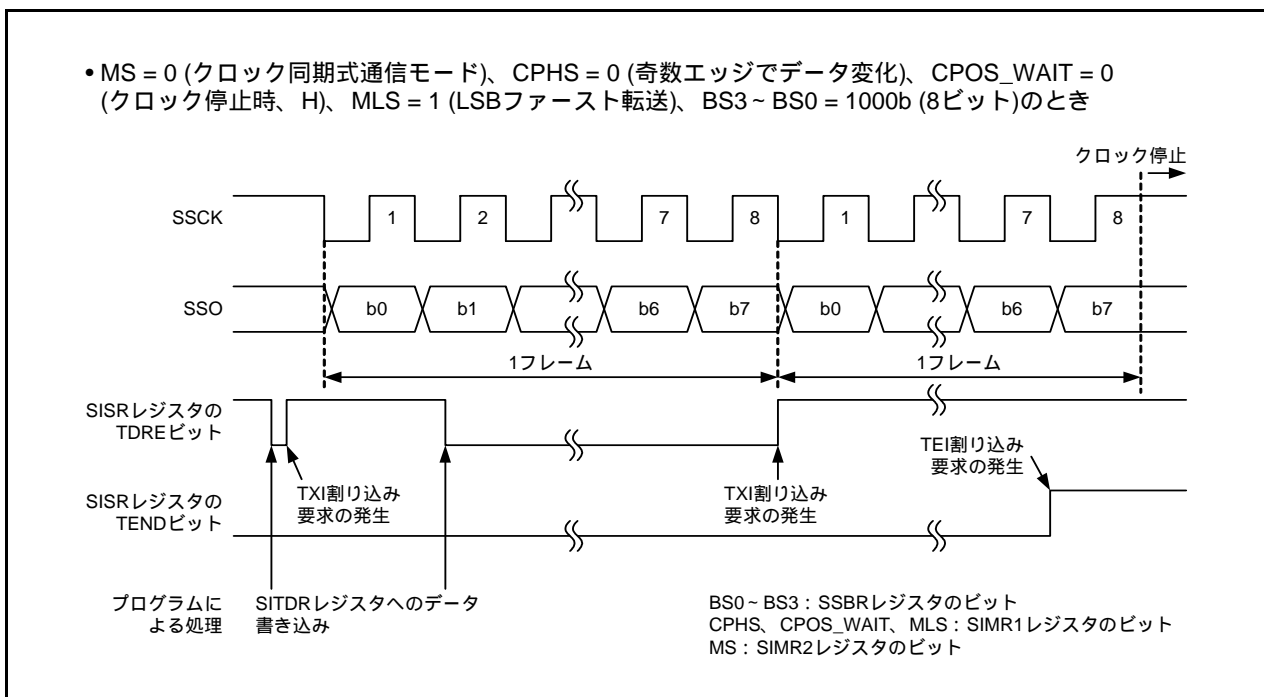 • MS = 0 (クロック同期式通信モード)、CPHS = 0 (奇数エッジでデータ変化)、CPOS_WAIT = 0
(クロック停止時、H)、MLS = 1 (LSBファースト転送)、BS3 ~ BS0 = 1000b (8ビット)のとき
クロック停止
SSCK
1 2 7 8 1 7 8
SSO
b0 b1 b6 b7 b0 b6 b7
1フレーム 1フレーム
SISRレジスタの
TDREビット
TEI割り込み
要求の発生
TXI割り込み
要求の発生
TXI割り込み
要求の発生
SISRレジスタの
TENDビット
プログラムに
よる処理
SITDRレジスタへのデータ
書き込み
BS0 ~ BS3 : SSBRレジスタのビット
CPHS、CPOS_WAIT、MLS : SIMR1レジスタのビット
MS : SIMR2レジスタのビット